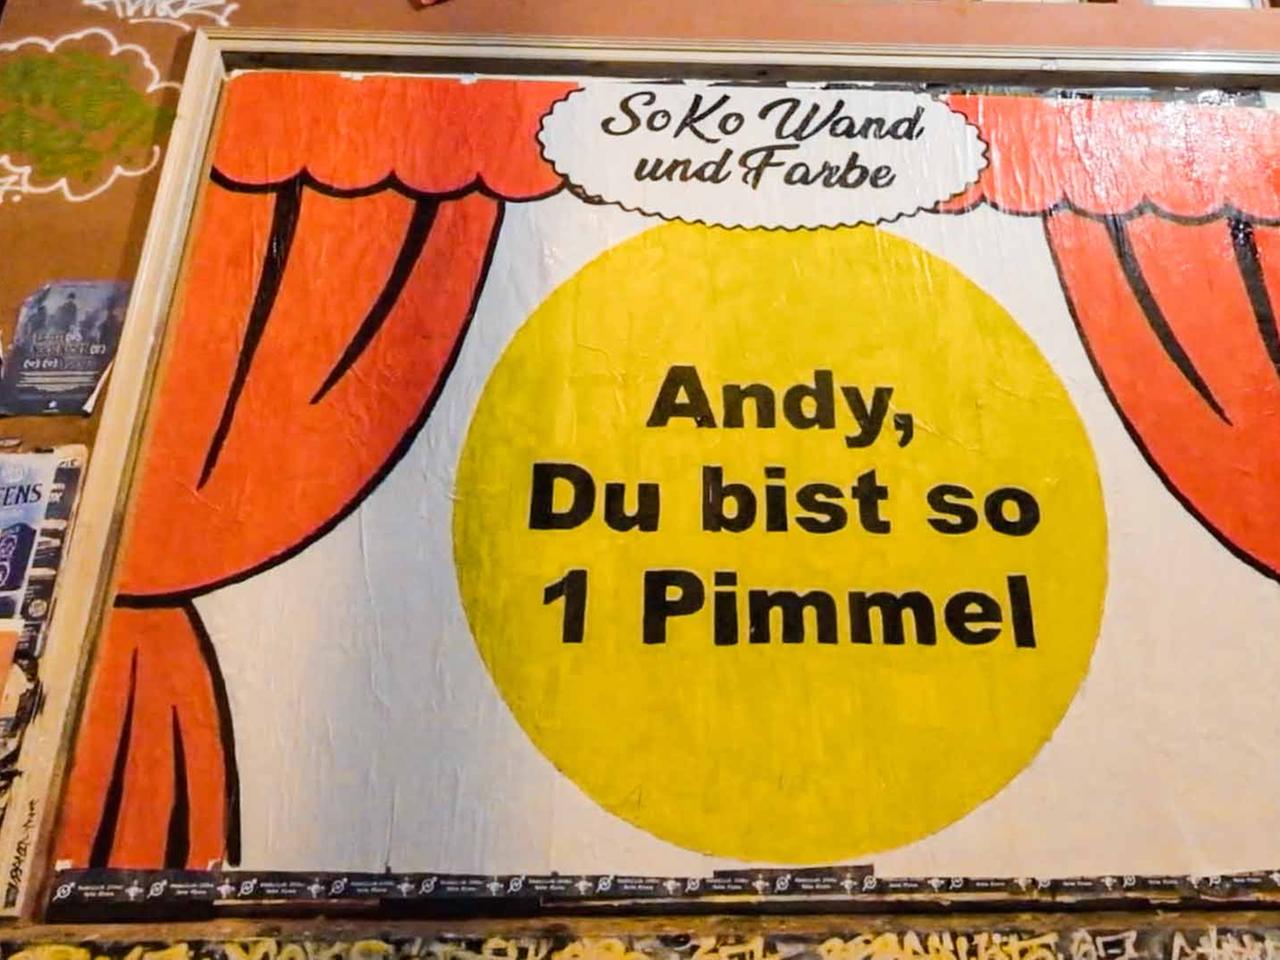 SoKo Wand
und Farbe
Andy,
Du bist so
1 Pimmel